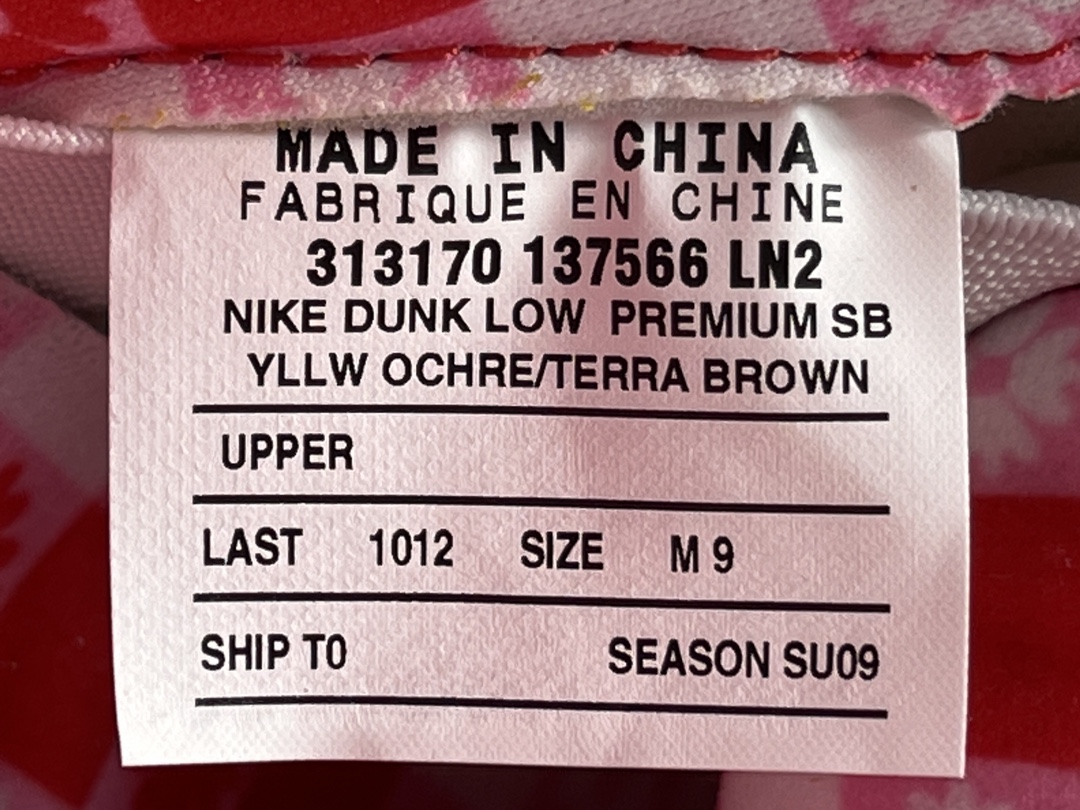 MADE IN CHINA
FABRIQUE EN CHINE
313170 137566 LN2
NIKE DUNK LOW PREMIUM SB
YLLW OCHRE/TERRA BROWN
UPPER
LAST 1012 SIZE M 9
SHIP TO SEASON SU09